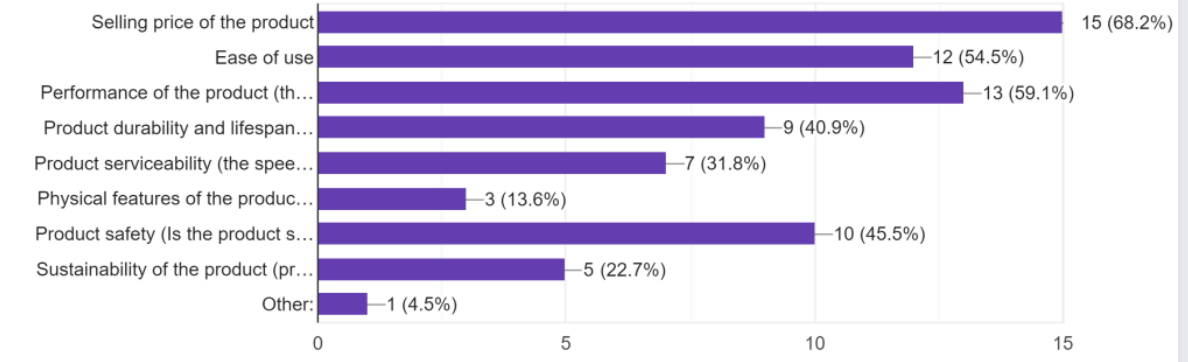 Selling price of the product 15 (68.2%)
Ease of use 12 (54.5%)
Performance of the product (th... 13 (59.1%)
Product durability and lifespan... 9 (40.9%)
Product serviceability (the spee... 7 (31.8%)
Physical features of the produc... 3 (13.6%)
Product safety (Is the product s... 10 (45.5%)
Sustainability of the product (pr... 5 (22.7%)
Other: 1 (4.5%)
0 5 10 15